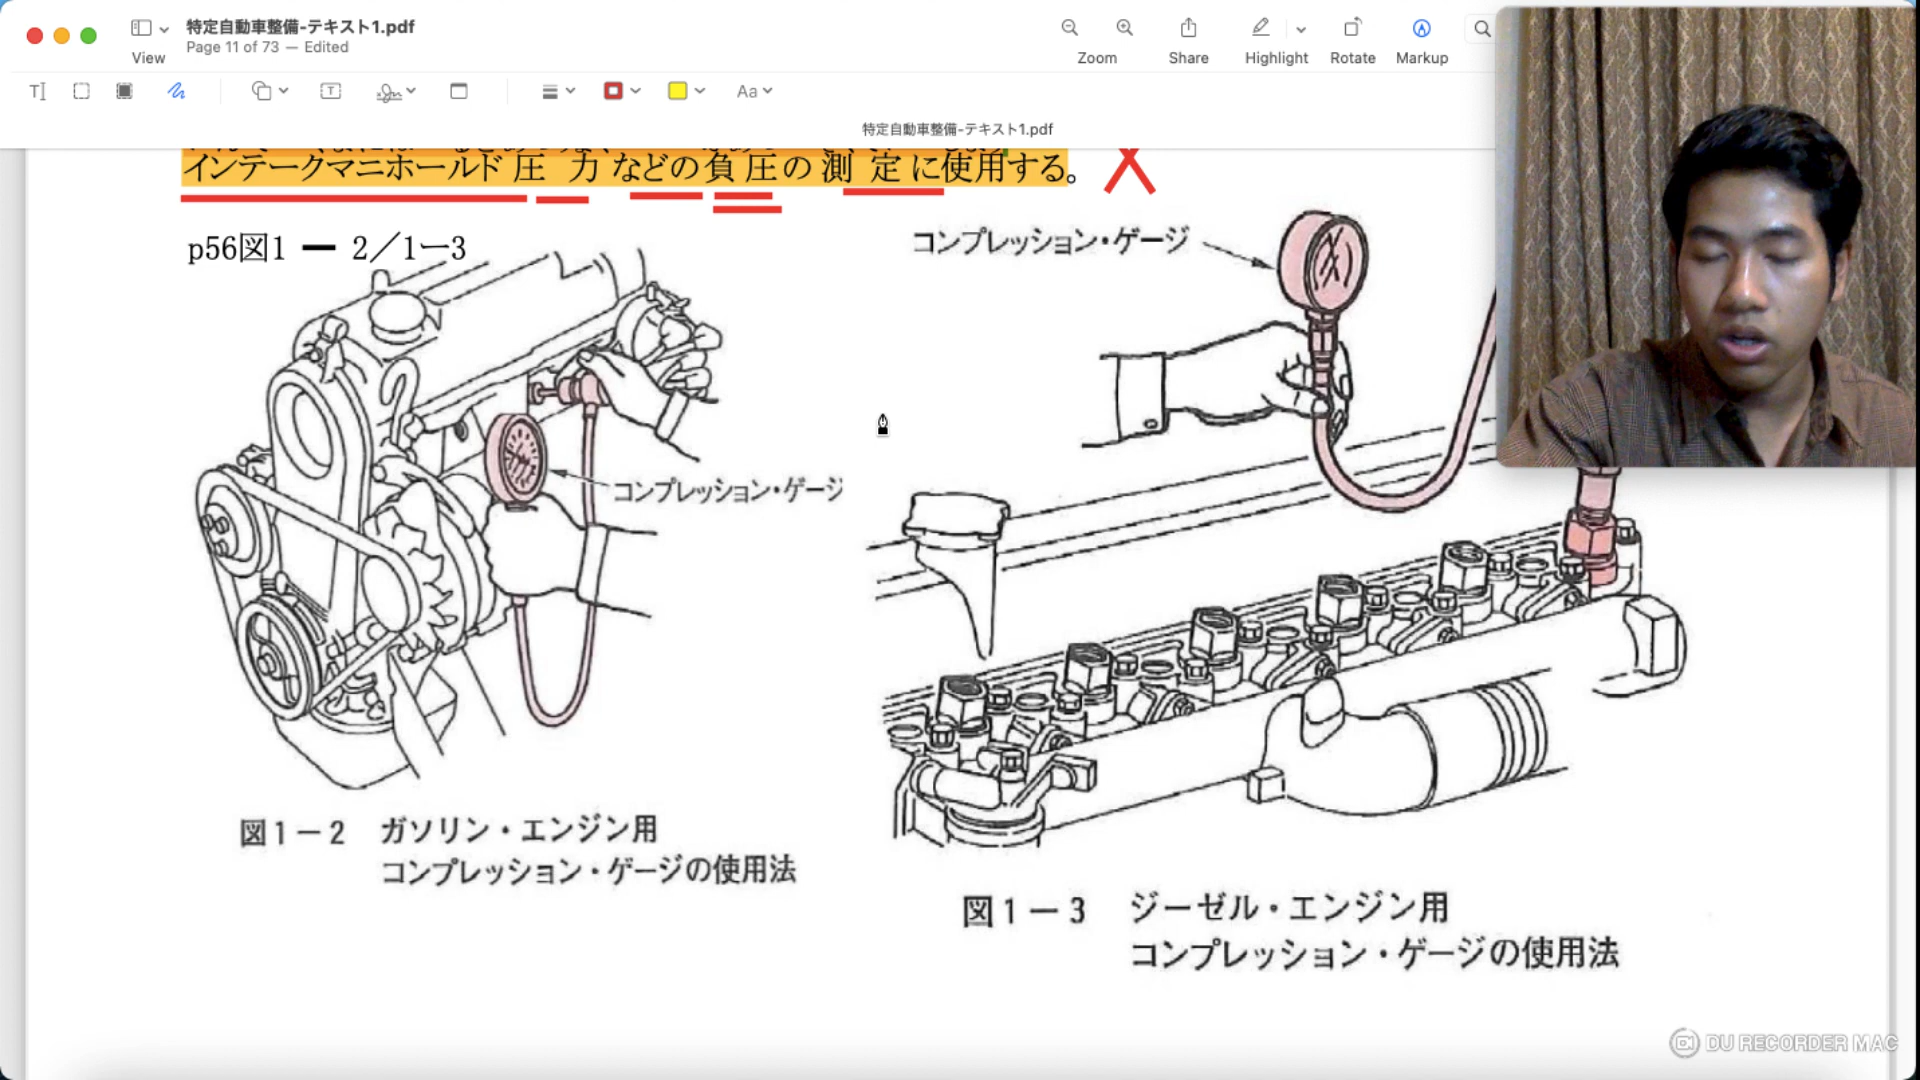 特定自動車整備-テキスト1.pdf
Page 11 of 73 — Edited
View
Zoom
Share
Highlight
Rotate
Markup
Aa
特定自動車整備-テキスト1.pdf
インテークマニホールド圧力などの負圧の測定に使用する。
p56図1 ー 2／1ー3
コンプレッション・ゲージ
コンプレッション・ゲージ
図1－2 ガソリン・エンジン用
コンプレッション・ゲージの使用法
図1－3 ジーゼル・エンジン用
コンプレッション・ゲージの使用法
DU RECORDER MAC